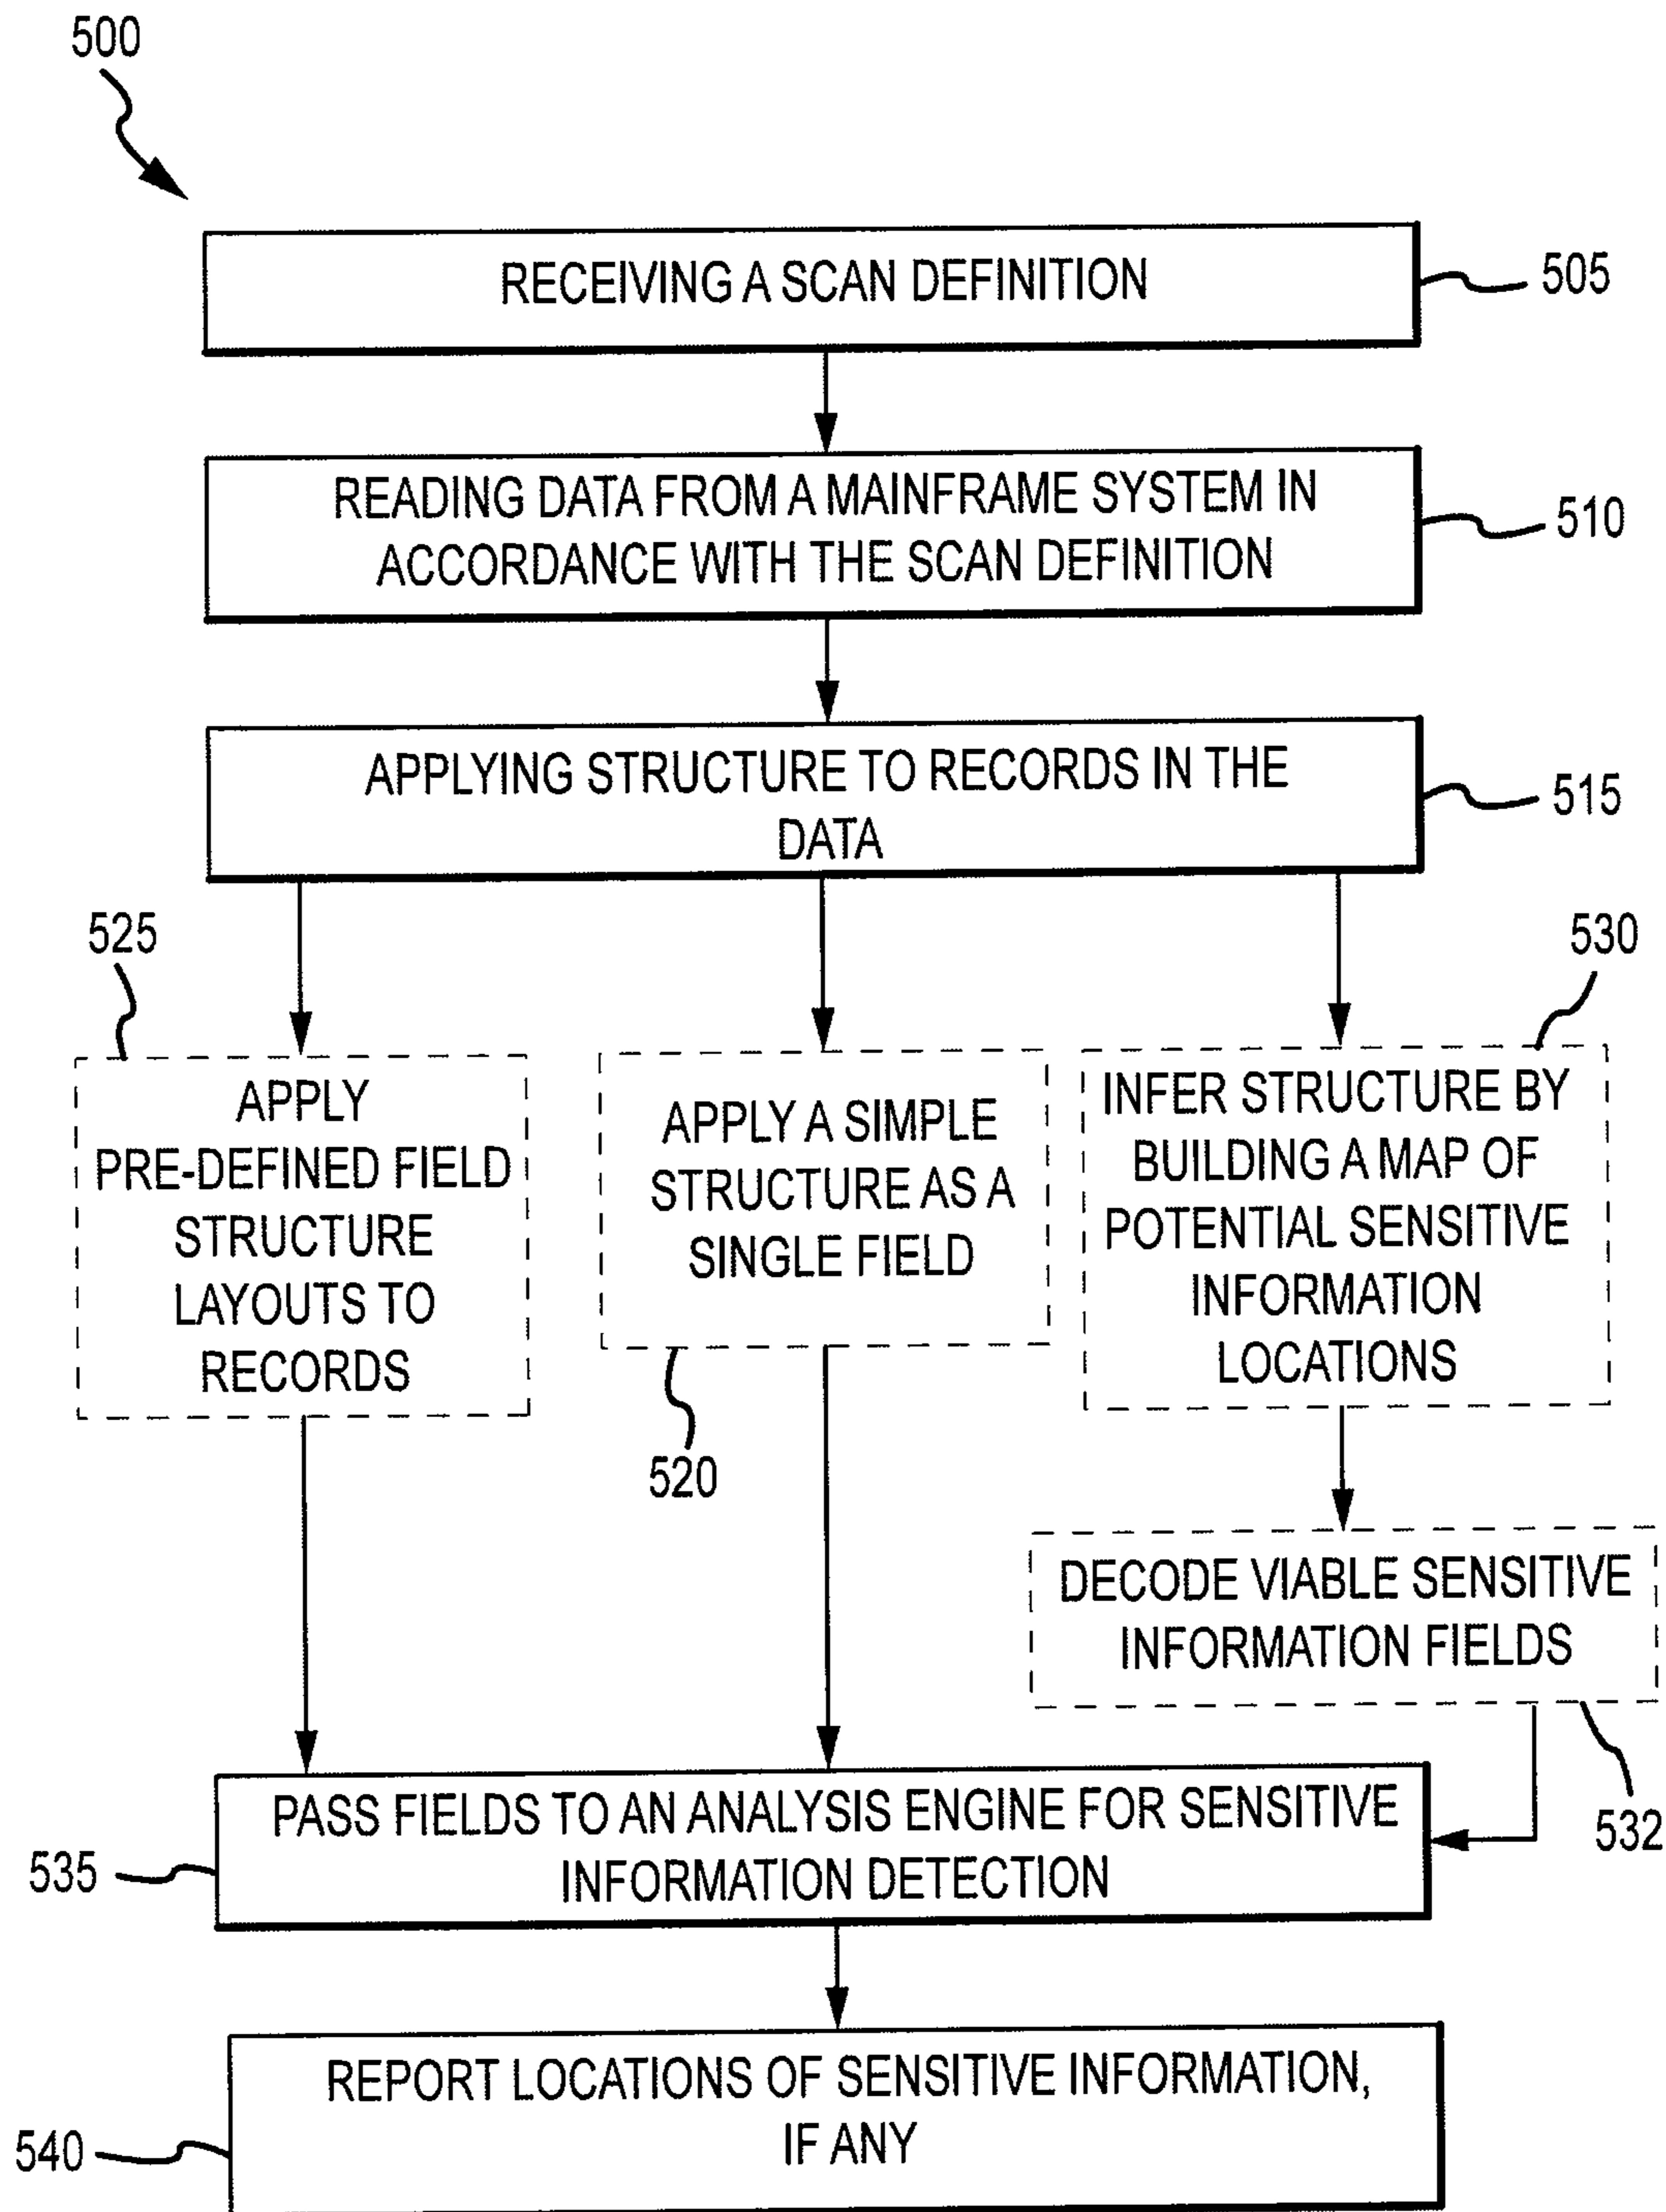 500
RECEIVING A SCAN DEFINITION
505
READING DATA FROM A MAINFRAME SYSTEM IN
ACCORDANCE WITH THE SCAN DEFINITION
510
APPLYING STRUCTURE TO RECORDS IN THE
DATA
515
525
APPLY
PRE-DEFINED FIELD
STRUCTURE
LAYOUTS TO
RECORDS
APPLY A SIMPLE
STRUCTURE AS A
SINGLE FIELD
520
530
INFER STRUCTURE BY
BUILDING A MAP OF
POTENTIAL SENSITIVE
INFORMATION
LOCATIONS
DECODE VIABLE SENSITIVE
INFORMATION FIELDS
532
PASS FIELDS TO AN ANALYSIS ENGINE FOR SENSITIVE
INFORMATION DETECTION
535
REPORT LOCATIONS OF SENSITIVE INFORMATION,
IF ANY
540